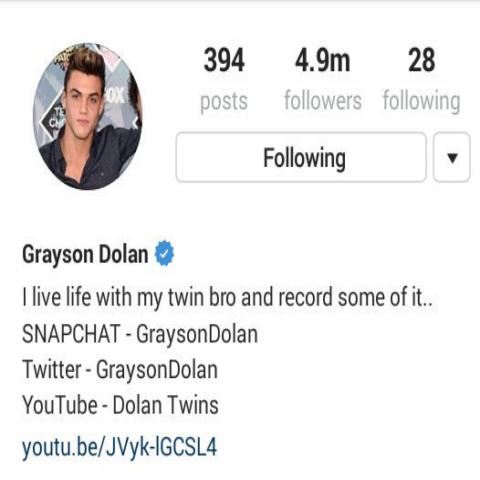 394 4.9m 28
posts followers following
Following
Grayson Dolan
I live life with my twin bro and record some of it..
SNAPCHAT - GraysonDolan
Twitter - GraysonDolan
YouTube - Dolan Twins
youtu.be/JVyk-lGCSL4